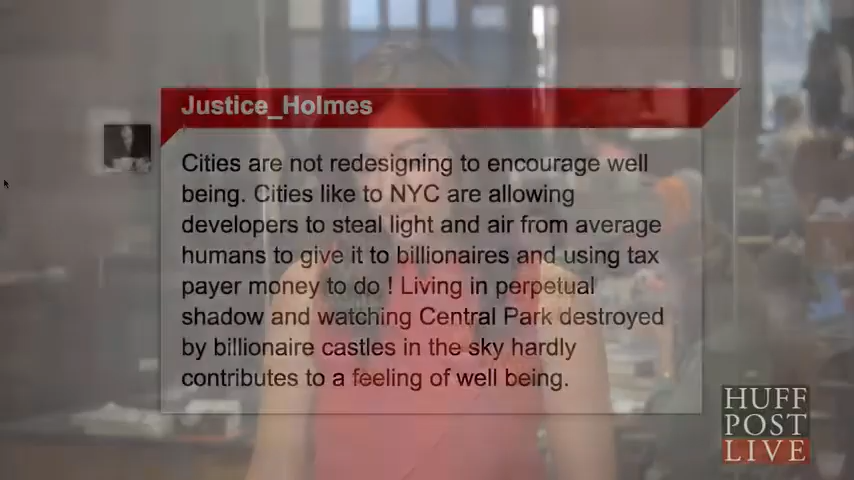 Justice_Holmes
Cities are not redesigning to encourage well
being. Cities like to NYC are allowing
developers to steal light and air from average
humans to give it to billionaires and using tax
payer money to do ! Living in perpetual
shadow and watching Central Park destroyed
by billionaire castles in the sky hardly
contributes to a feeling of well being.
HUFF
POST
LIVE